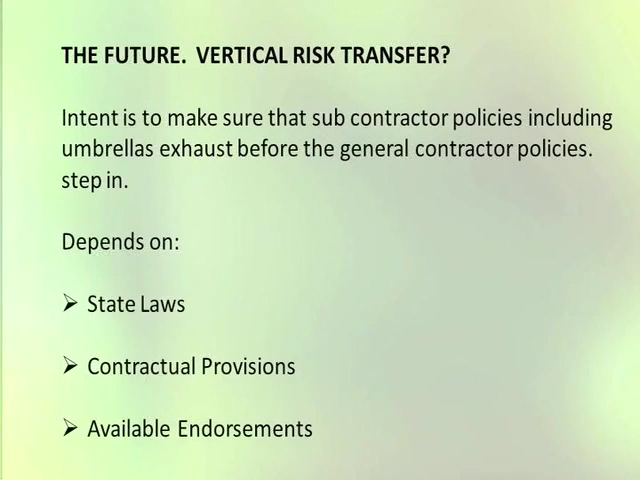 THE FUTURE. VERTICAL RISK TRANSFER?
Intent is to make sure that sub contractor policies including
umbrellas exhaust before the general contractor policies.
step in.
Depends on:
➢ State Laws
➢ Contractual Provisions
➢ Available Endorsements